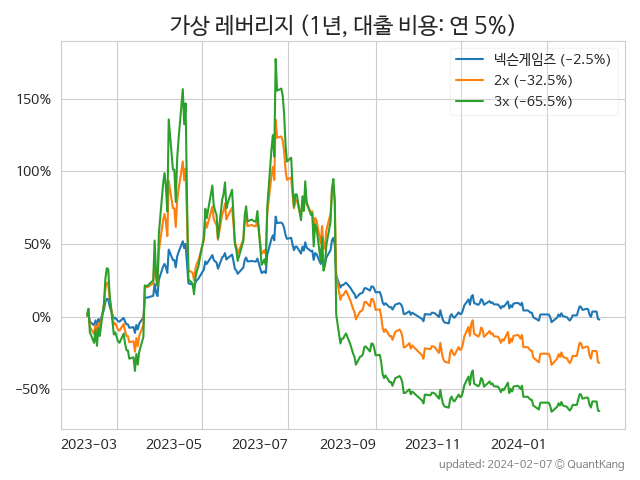 가상 레버리지 (1년, 대출 비용: 연 5%)
넥슨게임즈 (−2.5%)
2x (−32.5%)
3x (−65.5%)
150%
100%
50%
0%
−50%
2023−03 2023−05 2023−07 2023−09 2023−11 2024−01
updated: 2024−02−07 © QuantKang